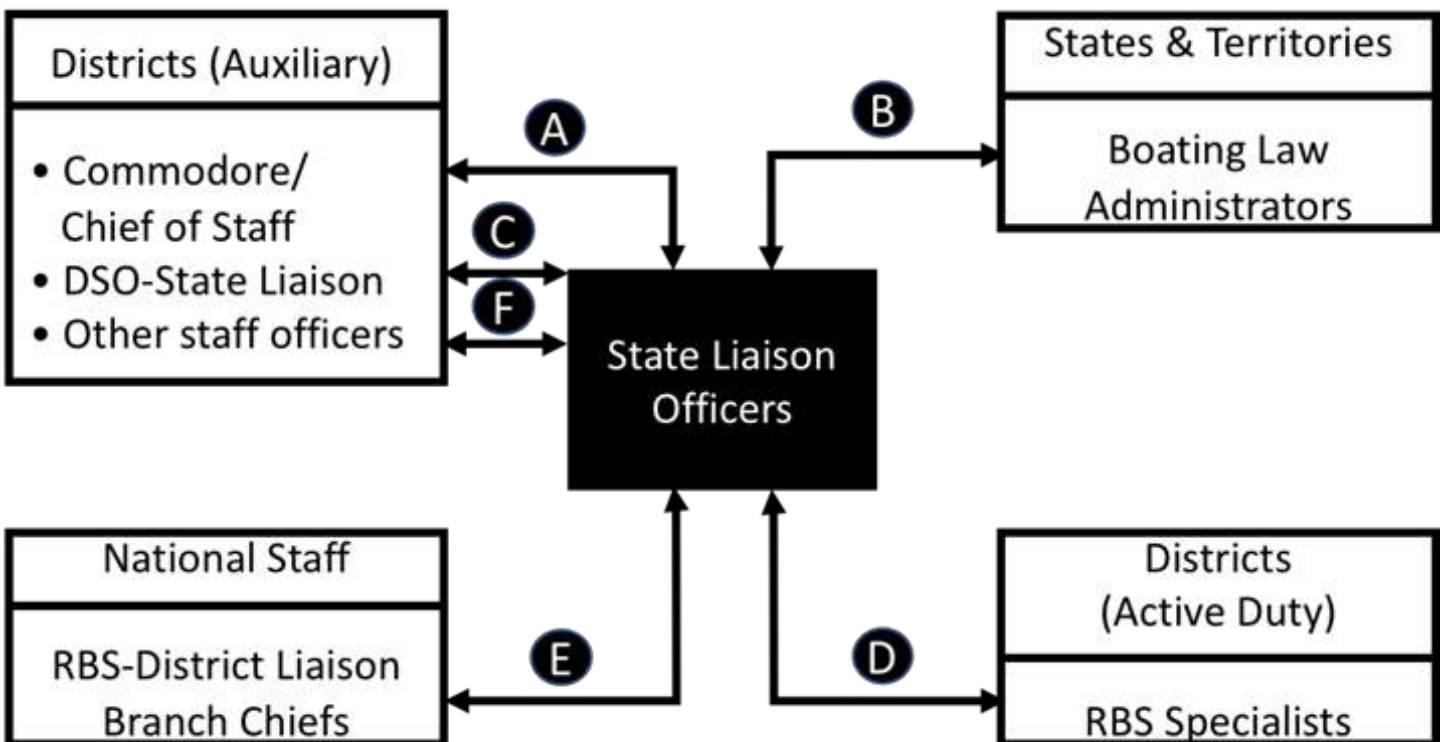 Districts (Auxiliary)
• Commodore/
Chief of Staff
• DSO-State Liaison
• Other staff officers
A
C
F
B
States & Territories
Boating Law
Administrators
State Liaison
Officers
National Staff
RBS-District Liaison
Branch Chiefs
E
D
Districts
(Active Duty)
RBS Specialists